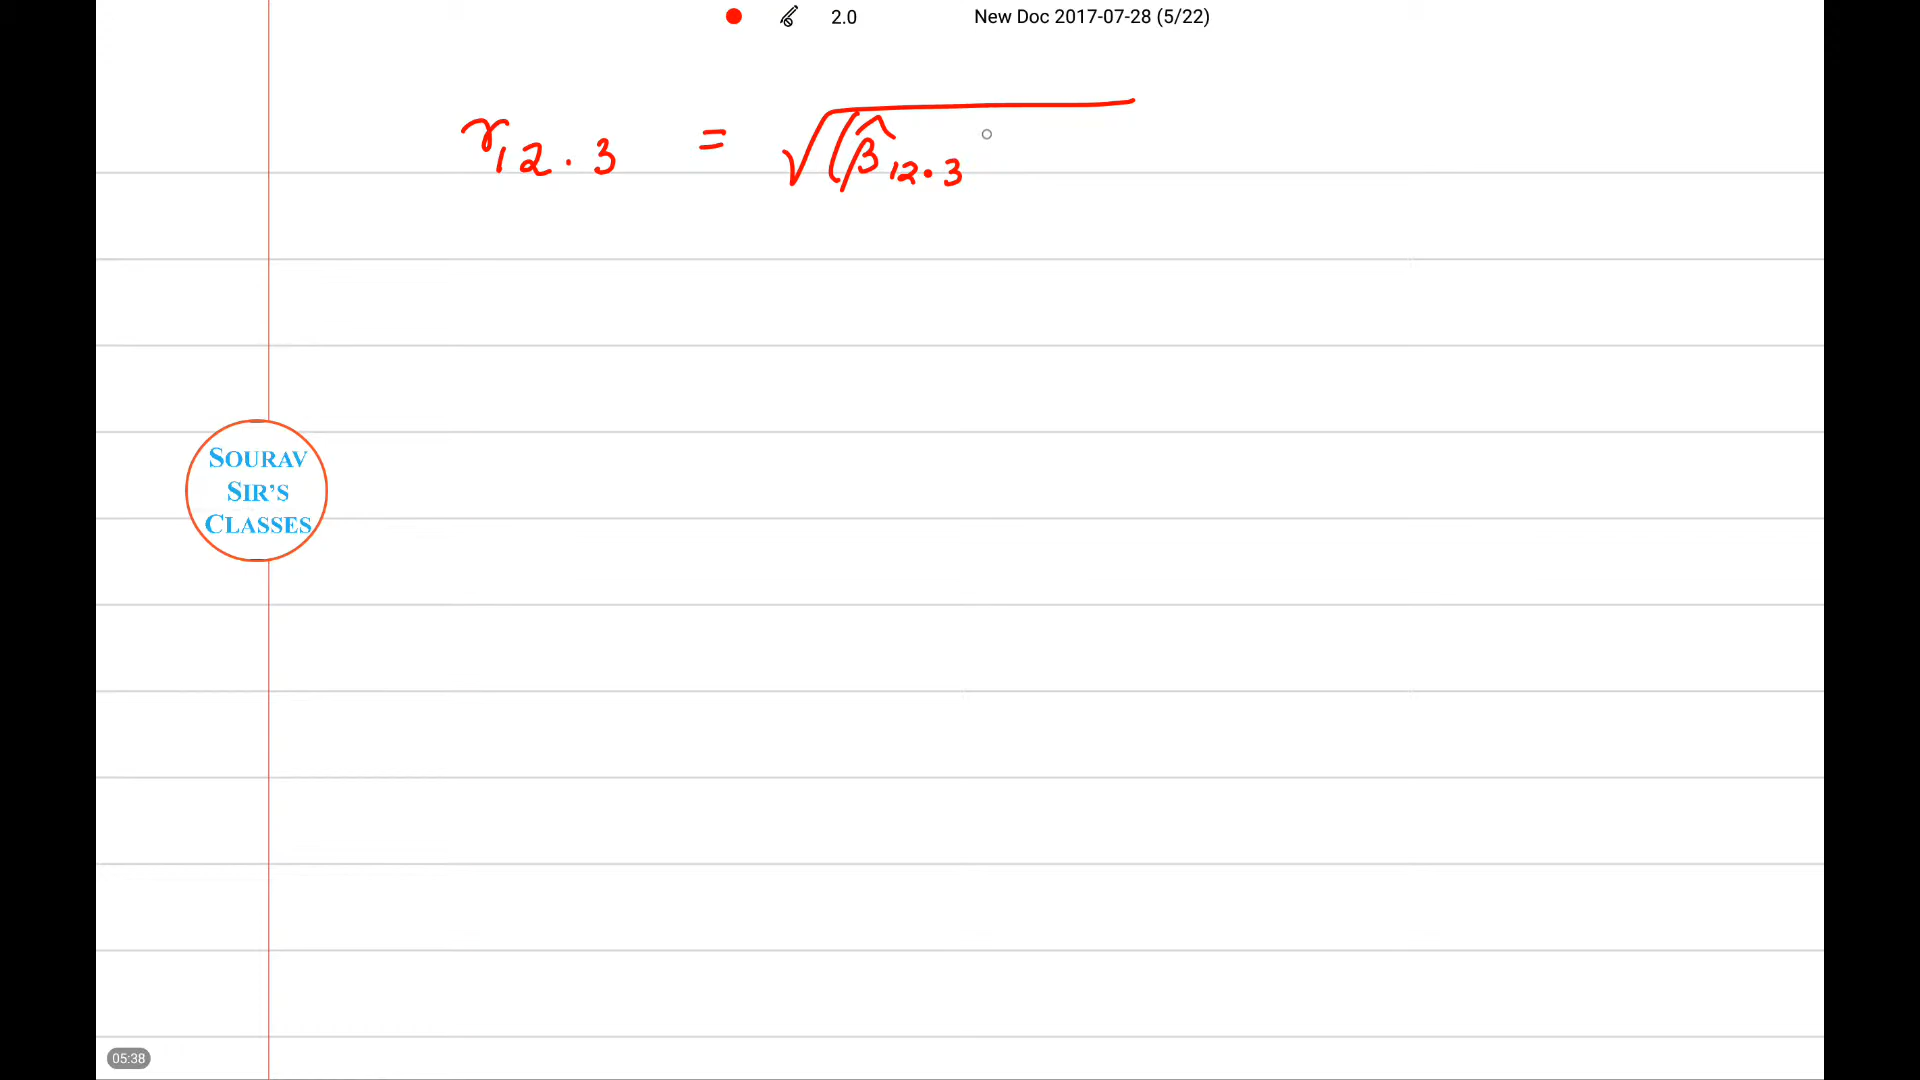 2.0 New Doc 2017-07-28 (5/22)
r₁₂.₃ = √(β̂₁₂.₃
SOURAV
SIR'S
CLASSES
05:38